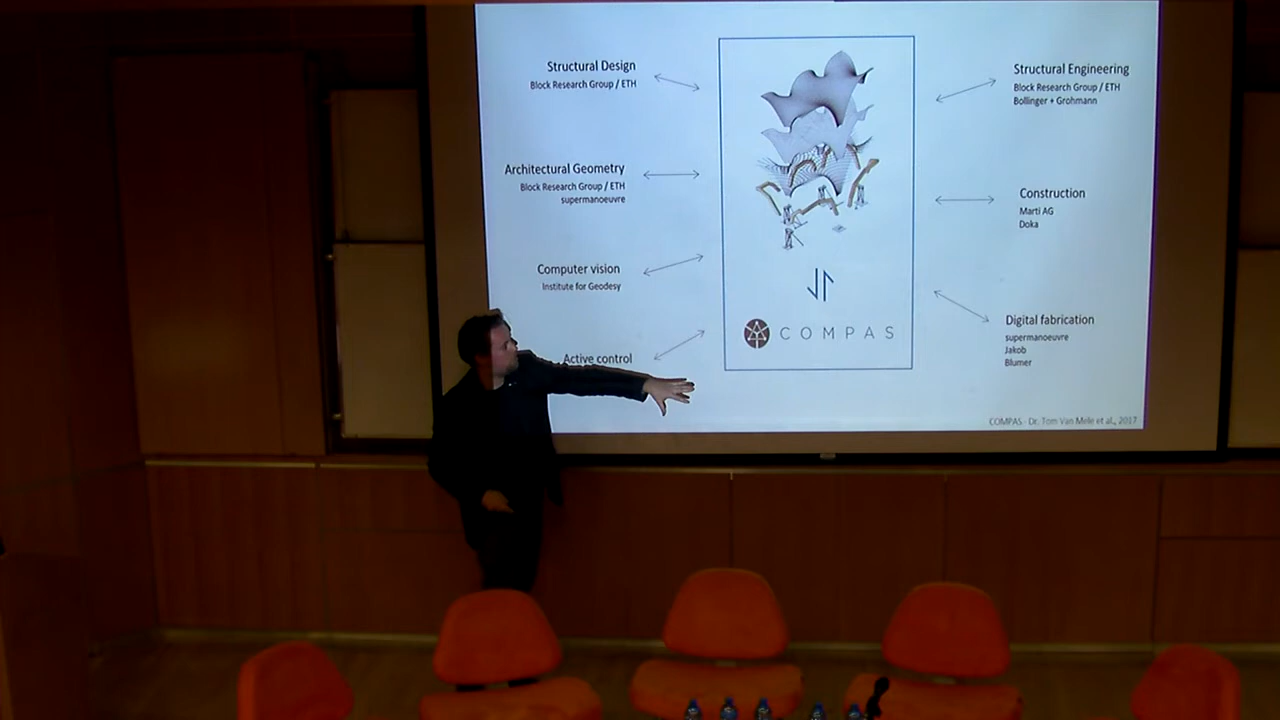 Structural Design
Block Research Group / ETH
Architectural Geometry
Block Research Group / ETH
supermanoeuvre
Computer vision
Institute for Geodesy
Active control
COMPAS
Structural Engineering
Block Research Group / ETH
Bollinger + Grohmann
Construction
Marti AG
Doka
Digital fabrication
supermanoeuvre
Jakob
Blumer
COMPAS - Dr. Tom Van Mele et al., 2017